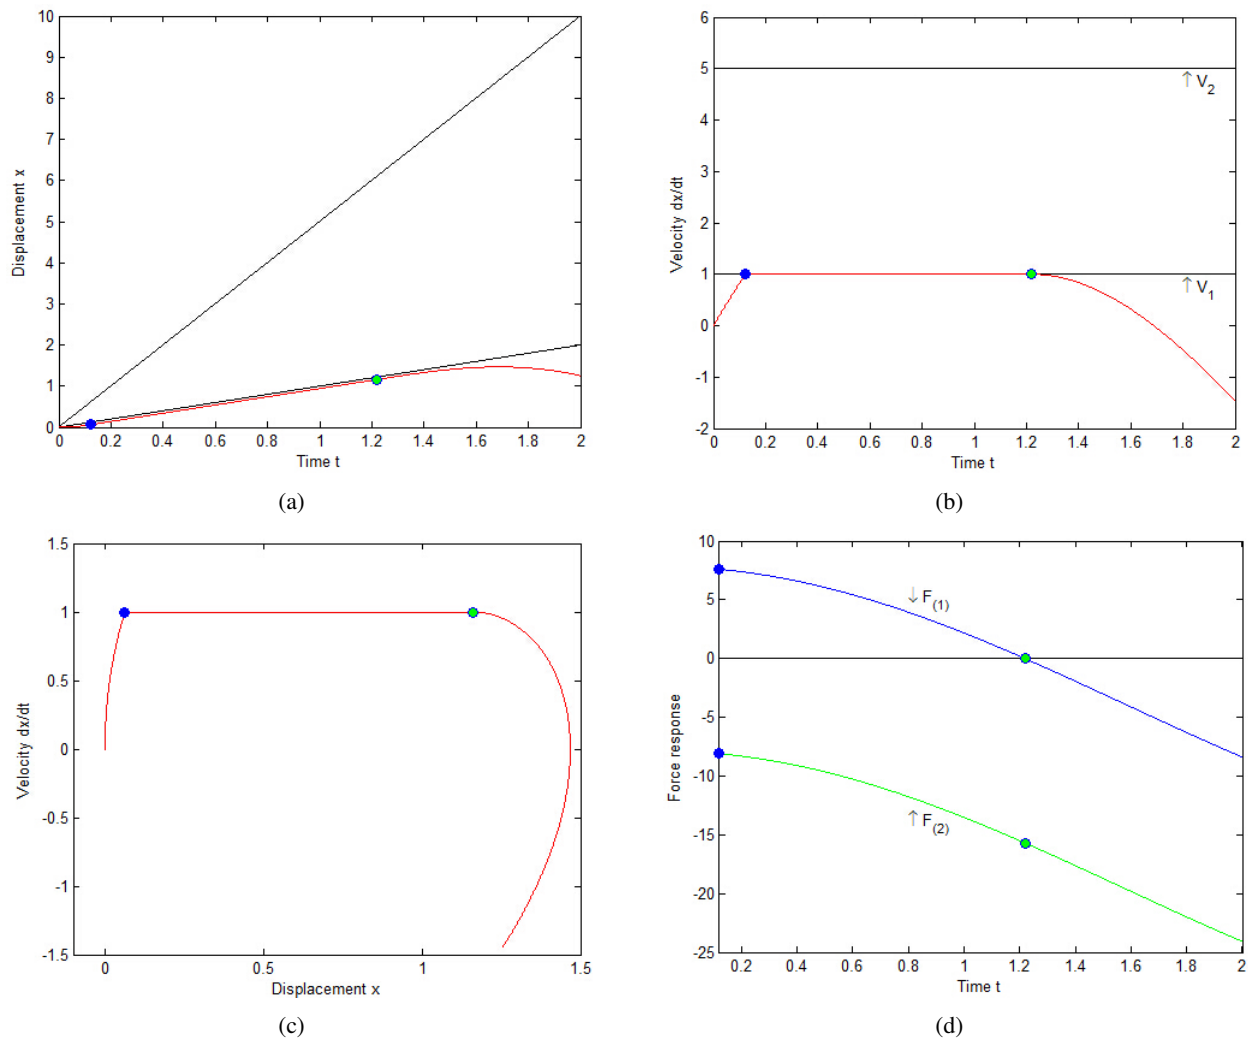 10
9
8
7
6
5
4
3
2
1
0
0 0.2 0.4 0.6 0.8 1 1.2 1.4 1.6 1.8 2
Displacement x
Time t
(a)
6
5
4
3
2
1
0
-1
-2
0 0.2 0.4 0.6 0.8 1 1.2 1.4 1.6 1.8 2
Velocity dx/dt
↑ V2
↑ V1
Time t
(b)
1.5
1
0.5
0
-0.5
-1
-1.5
0 0.5 1 1.5
Velocity dx/dt
Displacement x
(c)
10
5
0
-5
-10
-15
-20
-25
0.2 0.4 0.6 0.8 1 1.2 1.4 1.6 1.8 2
Force response
↓ F(1)
↑ F(2)
Time t
(d)